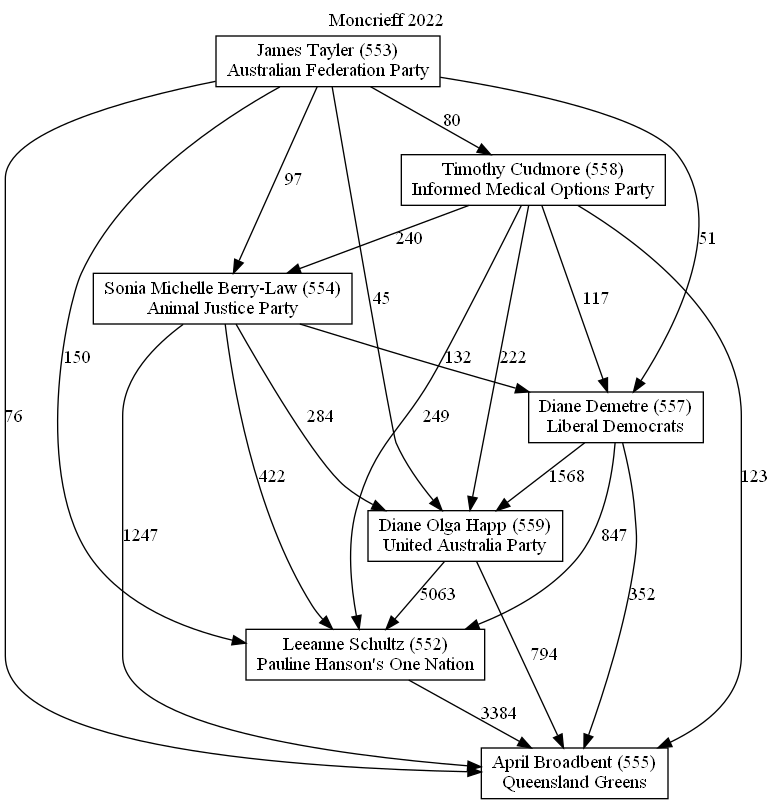 Moncrieff 2022
James Tayler (553)
Australian Federation Party
80
Timothy Cudmore (558)
Informed Medical Options Party
97
240
51
Sonia Michelle Berry-Law (554)
Animal Justice Party
45
117
150
132
222
76
284
249
Diane Demetre (557)
Liberal Democrats
422
1568
123
1247
Diane Olga Happ (559)
United Australia Party
847
5063
352
Leeanne Schultz (552)
Pauline Hanson's One Nation
794
3384
April Broadbent (555)
Queensland Greens